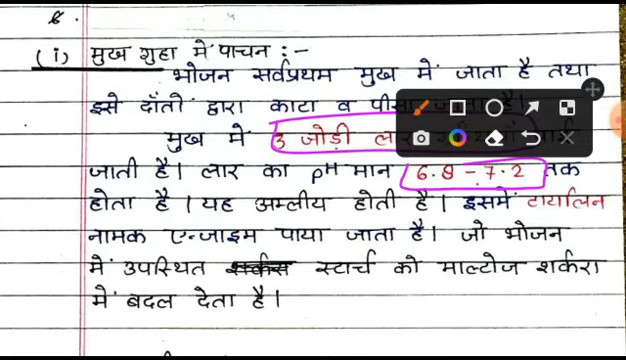 8.
(i) मुख गुहा में पाचन :-
भोजन सर्वप्रथम मुख में जाता है तथा
इसे दाँतों द्वारा काटा व
मुख में 3 जोड़ी
जाती है। लार का pH मान 6.8 - 7.2 तक
होता है। यह अम्लीय होती है। इसमें टायलिन
नामक एन्जाइम पाया जाता है। जो भोजन
में उपस्थित स्टार्च को माल्टोज शर्करा
में बदल देता है।